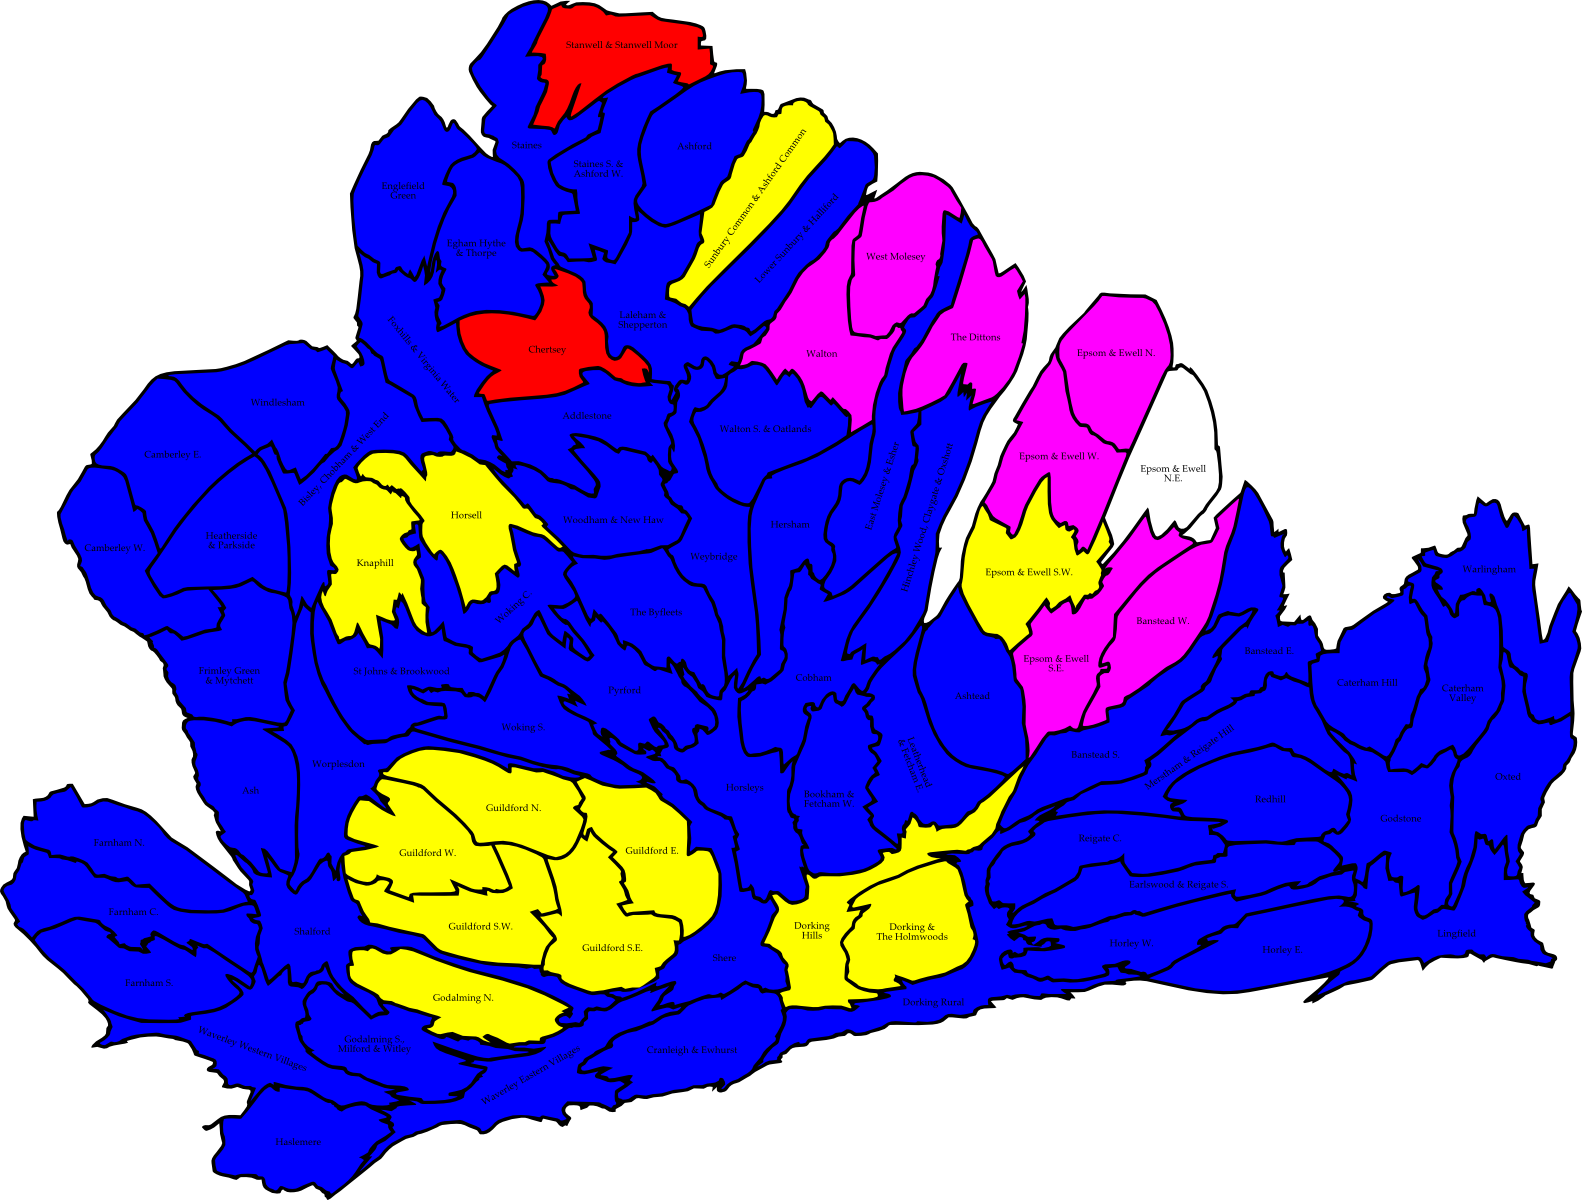 Stanwell & Stanwell Moor
Staines
Staines S. &
Ashford W.
Ashford
Sunbury Common & Ashford Common
Lower Sunbury & Halliford
Englefield
Green
Egham Hythe
& Thorpe
Foxhills & Virginia Water
Chertsey
Laleham &
Shepperton
West Molesey
Walton
The Dittons
Epsom & Ewell N.
Epsom & Ewell W.
Epsom & Ewell
N.E.
Epsom & Ewell S.W.
Epsom & Ewell
S.E.
Windlesham
Camberley E.
Camberley W.
Heatherside
& Parkside
Chobham & West End
Addlestone
Walton S. & Oatlands
Horsell
Knaphill
Woodham & New Haw
Weybridge
Hersham
East Molesey & Esher
Claygate & Oxshott
Woking C.
The Byfleets
Frimley Green
& Mytchett
St Johns & Brookwood
Pyrford
Cobham
Ashtead
Banstead W.
Banstead E.
Warlingham
Caterham Hill
Caterham
Valley
Woking S.
Worplesdon
Ash
Horsleys
Bookham &
Fetcham W.
Leatherhead
& Fetcham E.
Banstead S.
Merstham & Reigate Hill
Redhill
Godstone
Oxted
Guildford N.
Guildford W.
Guildford E.
Guildford S.W.
Guildford S.E.
Farnham N.
Farnham C.
Farnham S.
Shalford
Reigate C.
Earlswood & Reigate S.
Dorking
Hills
Dorking &
The Holmwoods
Horley W.
Horley E.
Lingfield
Shere
Godalming N.
Dorking Rural
Godalming S.,
Milford & Witley
Waverley Western Villages
Waverley Eastern Villages
Cranleigh & Ewhurst
Haslemere